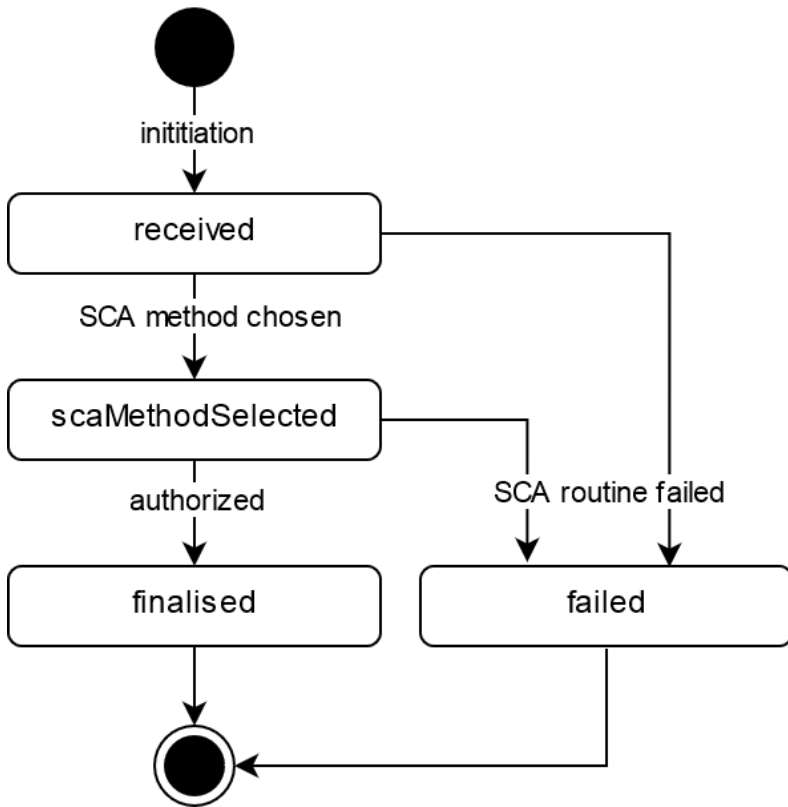 inititiation
received
SCA method chosen
scaMethodSelected
authorized
SCA routine failed
finalised
failed